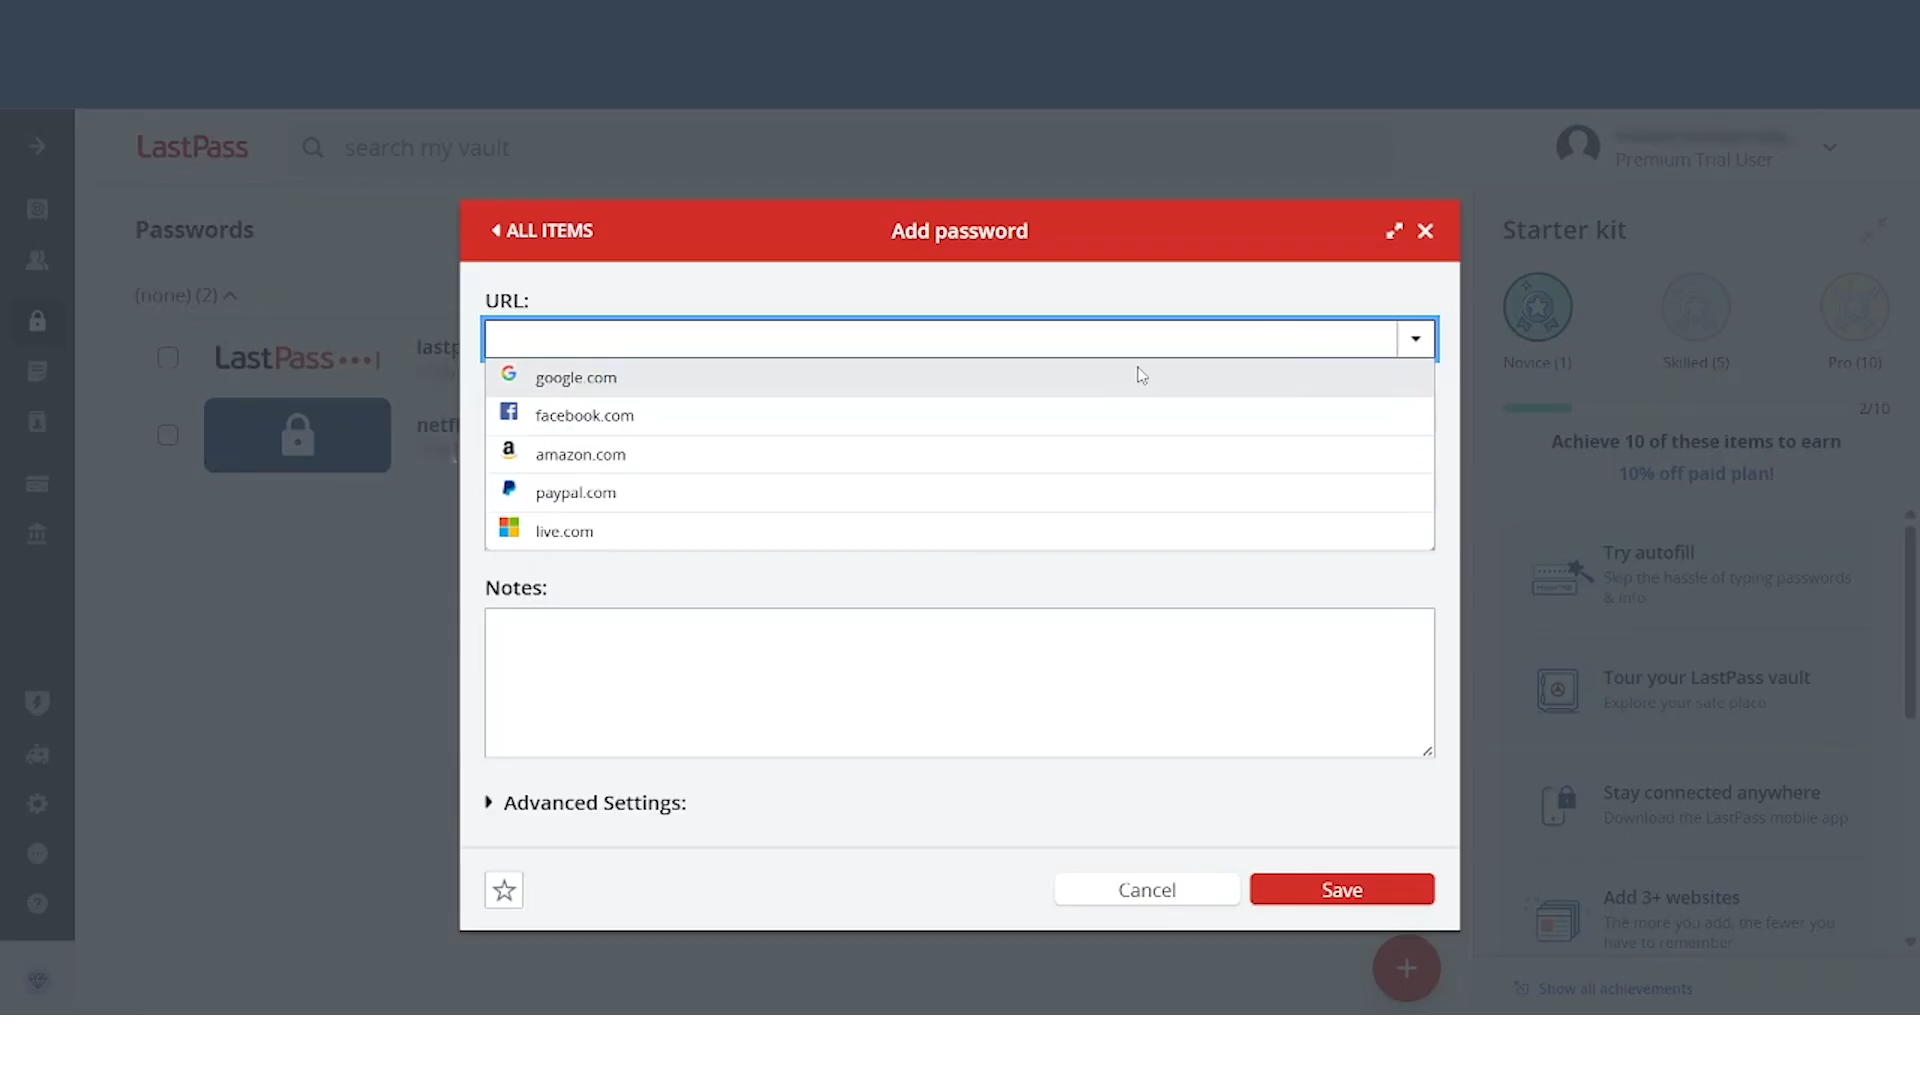 LastPass
search my vault
Premium Trial User
Passwords
(none) (2)
LastPass
lastp
netfl
ALL ITEMS
Add password
URL:
google.com
facebook.com
amazon.com
paypal.com
live.com
Notes:
Advanced Settings:
Cancel
Save
Starter kit
Novice (1)
Skilled (5)
Pro (10)
2/10
Achieve 10 of these items to earn
10% off paid plan!
Try autofill
Skip the hassle of typing passwords
& info
Tour your LastPass vault
Explore your safe place
Stay connected anywhere
Download the LastPass mobile app
Add 3+ websites
The more you add, the fewer you
have to remember
Show all achievements